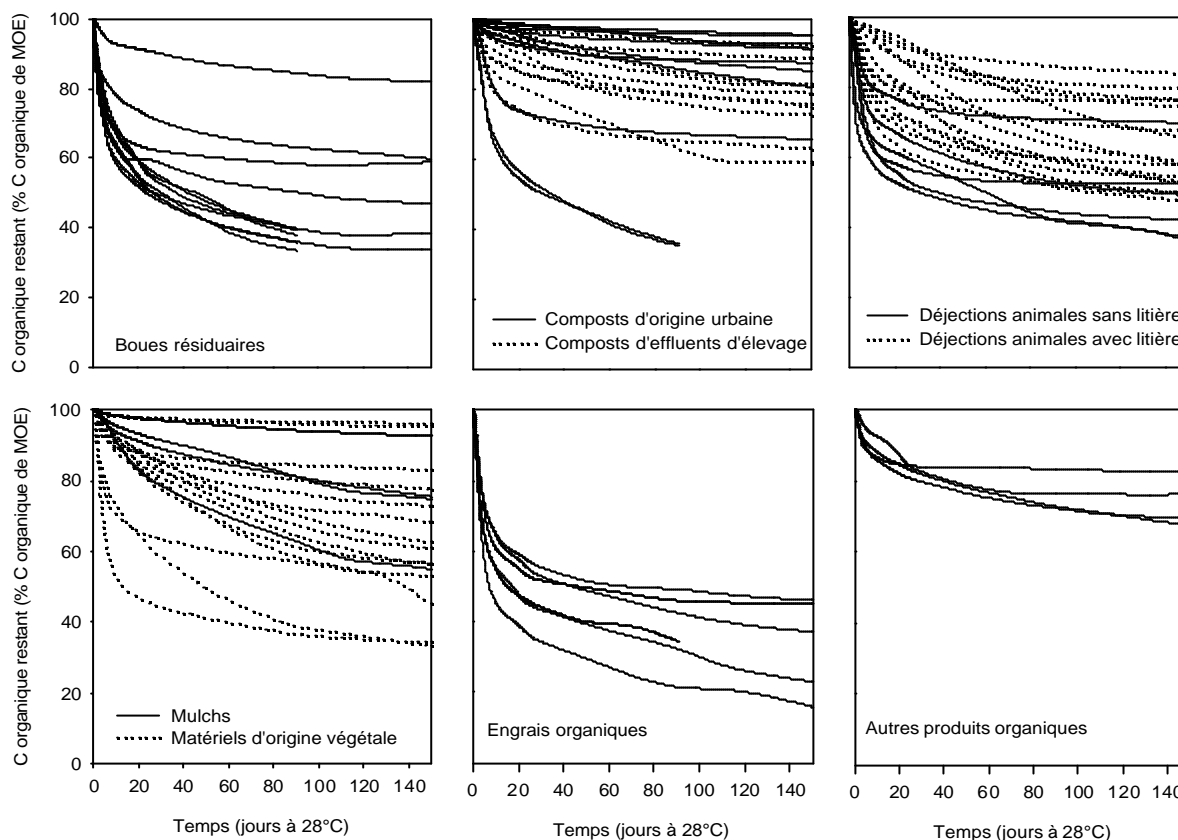 C organique restant (% C organique de MOE)
100
80
60
40
20
0
Boues résiduaires
Composts d'origine urbaine
Composts d'effluents d'élevage
Déjections animales sans litière
Déjections animales avec litière
C organique restant (% C organique de MOE)
100
80
60
40
20
0
Mulchs
Matériels d'origine végétale
Engrais organiques
Autres produits organiques
0 20 40 60 80 100 120 140
0 20 40 60 80 100 120 140
0 20 40 60 80 100 120 140
Temps (jours à 28°C)
Temps (jours à 28°C)
Temps (jours à 28°C)